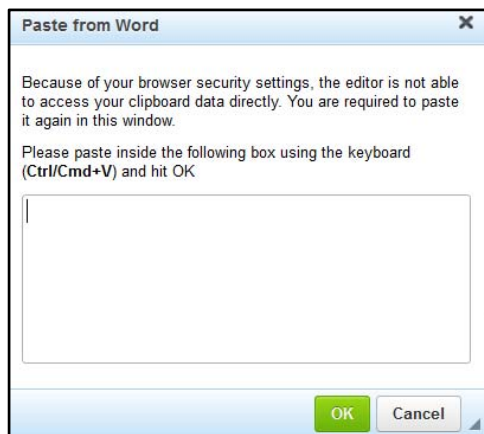 Paste from Word
Because of your browser security settings, the editor is not able
to access your clipboard data directly. You are required to paste
it again in this window.
Please paste inside the following box using the keyboard
(Ctrl/Cmd+V) and hit OK
OK Cancel